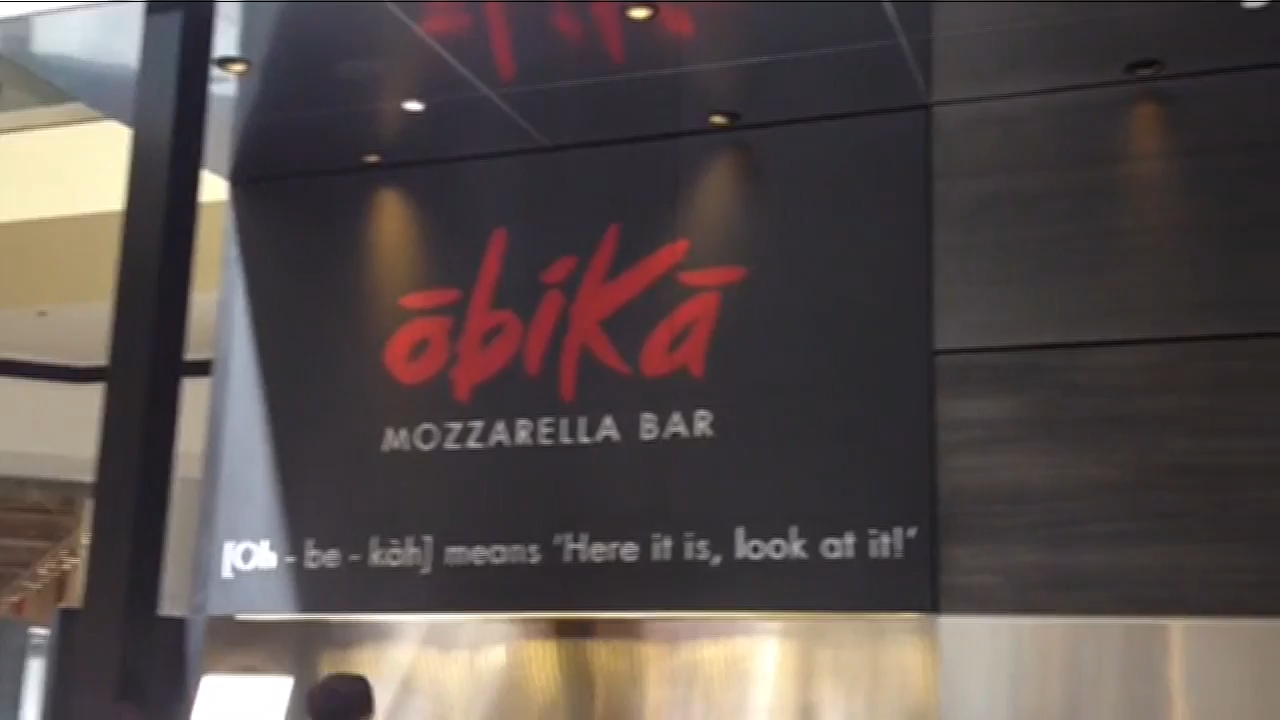 ōbiKā
MOZZARELLA BAR
[Oh - be - kàh] means "Here it is, look at it!"